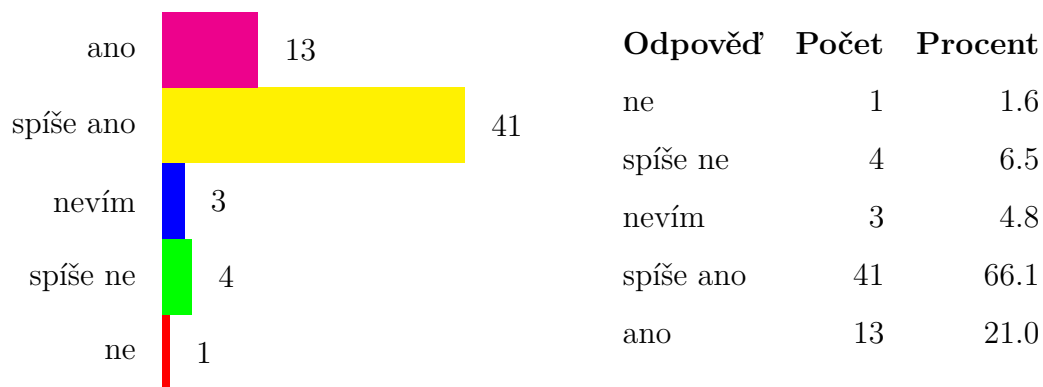 ano 13
spíše ano 41
nevím 3
spíše ne 4
ne 1
Odpověď Počet Procent
ne 1 1.6
spíše ne 4 6.5
nevím 3 4.8
spíše ano 41 66.1
ano 13 21.0